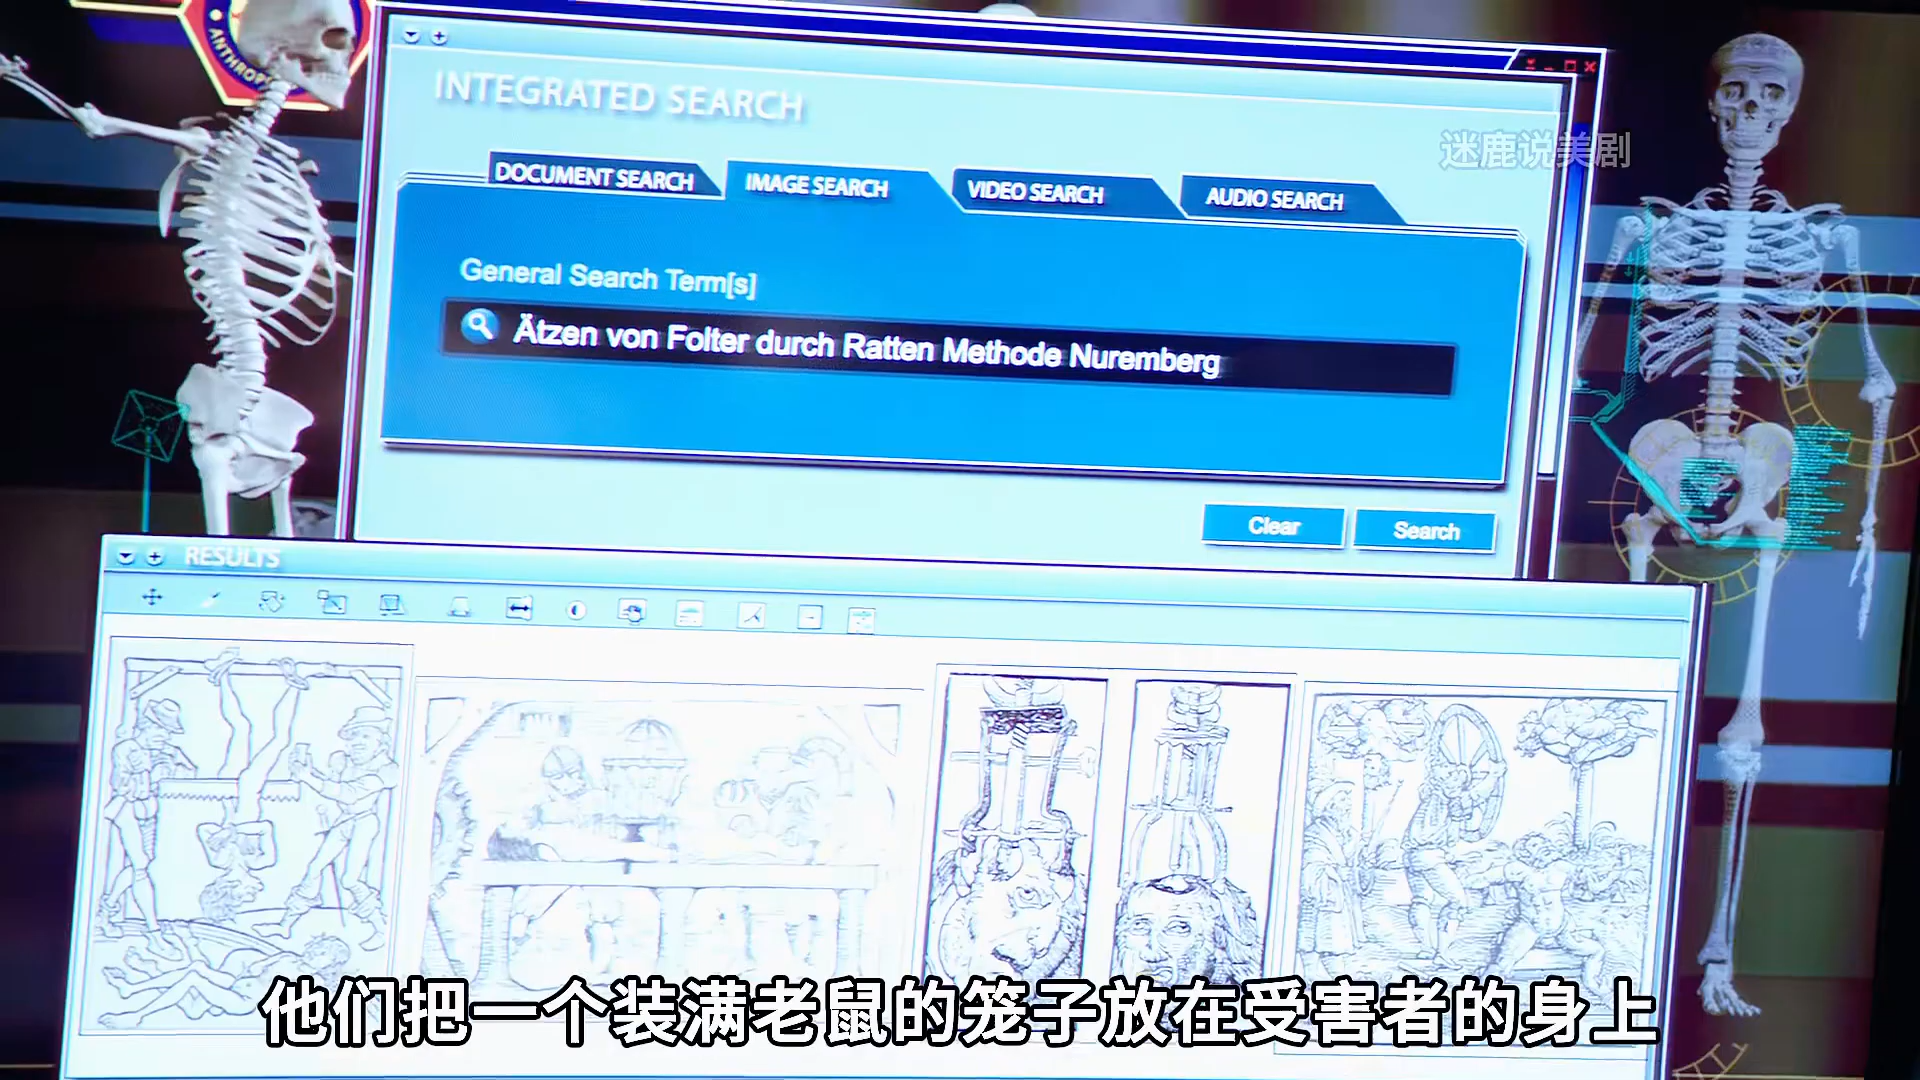 ANTHROPO
INTEGRATED SEARCH
迷鹿说美剧
DOCUMENT SEARCH
IMAGE SEARCH
VIDEO SEARCH
AUDIO SEARCH
General Search Term[s]
Ätzen von Folter durch Ratten Methode Nuremberg
Clear
Search
RESULTS
他们把一个装满老鼠的笼子放在受害者的身上